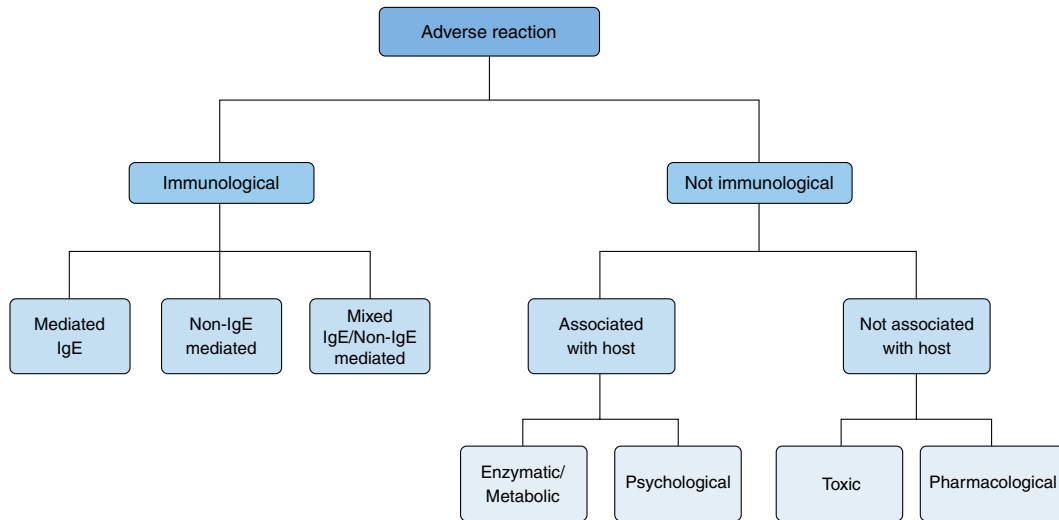 Adverse reaction
Immunological
Not immunological
Mediated
IgE
Non-IgE
mediated
Mixed
IgE/Non-IgE
mediated
Associated
with host
Not associated
with host
Enzymatic/
Metabolic
Psychological
Toxic
Pharmacological